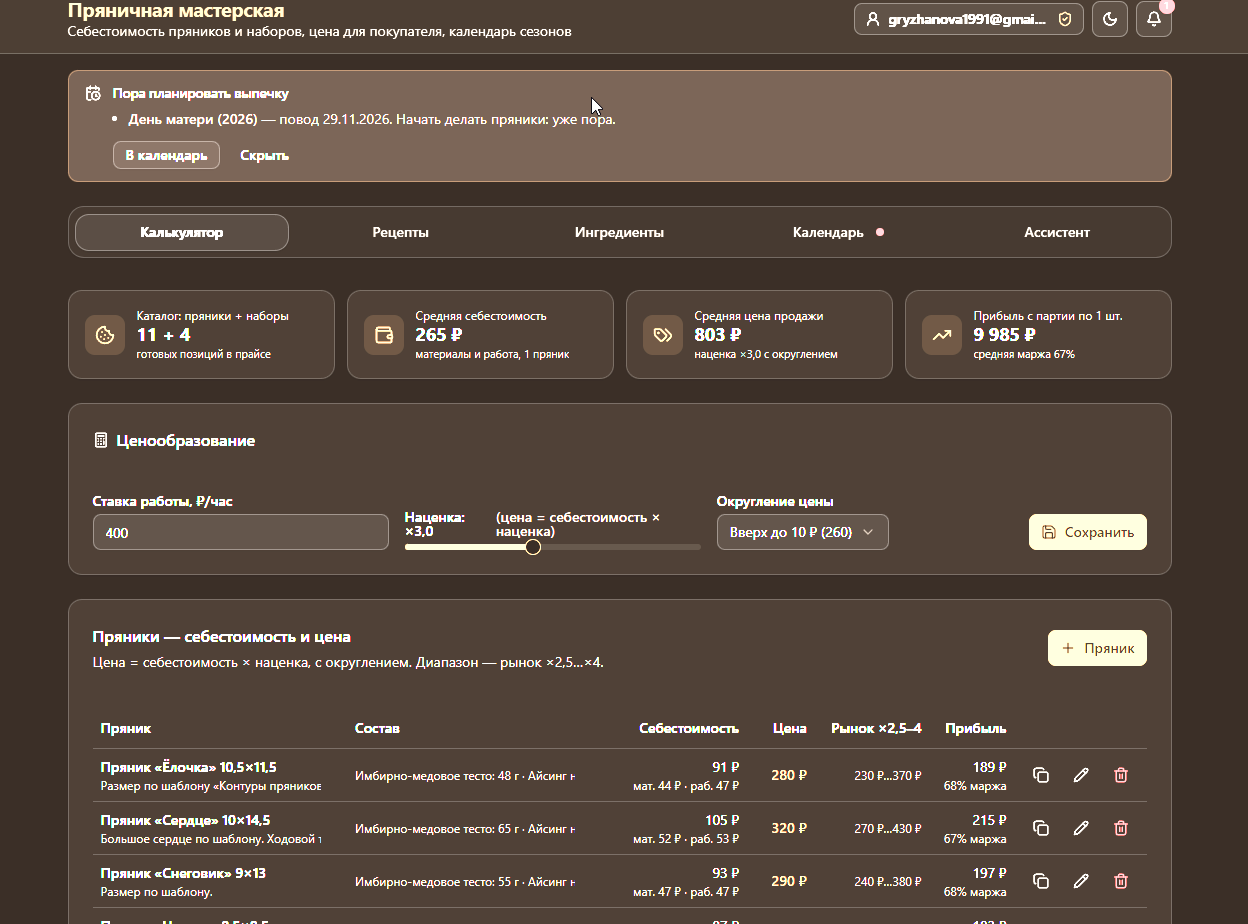 Пряничная мастерская
Себестоимость пряников и наборов, цена для покупателя, календарь сезонов
gryzhanova1991@gmai...
1
Пора планировать выпечку
• День матери (2026) — повод 29.11.2026. Начать делать пряники: уже пора.
В календарь
Скрыть
Калькулятор
Рецепты
Ингредиенты
Календарь
Ассистент
Каталог: пряники + наборы
11 + 4
готовых позиций в прайсе
Средняя себестоимость
265 ₽
материалы и работа, 1 пряник
Средняя цена продажи
803 ₽
наценка ×3,0 с округлением
Прибыль с партии по 1 шт.
9 985 ₽
средняя маржа 67%
Ценообразование
Ставка работы, ₽/час
400
Наценка: ×3,0
(цена = себестоимость × наценка)
Округление цены
Вверх до 10 ₽ (260)
Сохранить
Пряники — себестоимость и цена
Цена = себестоимость × наценка, с округлением. Диапазон — рынок ×2,5…×4.
+ Пряник
Пряник Состав Себестоимость Цена Рынок ×2,5–4 Прибыль
Пряник «Ёлочка» 10,5×11,5
Размер по шаблону «Контуры пряников
Имбирно-медовое тесто: 48 г · Айсинг
91 ₽
мат. 44 ₽ · раб. 47 ₽
280 ₽
230 ₽…370 ₽
189 ₽
68% маржа
Пряник «Сердце» 10×14,5
Большое сердце по шаблону. Ходовой
Имбирно-медовое тесто: 65 г · Айсинг
105 ₽
мат. 52 ₽ · раб. 53 ₽
320 ₽
270 ₽…430 ₽
215 ₽
67% маржа
Пряник «Снеговик» 9×13
Размер по шаблону.
Имбирно-медовое тесто: 55 г · Айсинг
93 ₽
мат. 47 ₽ · раб. 47 ₽
290 ₽
240 ₽…380 ₽
197 ₽
68% маржа